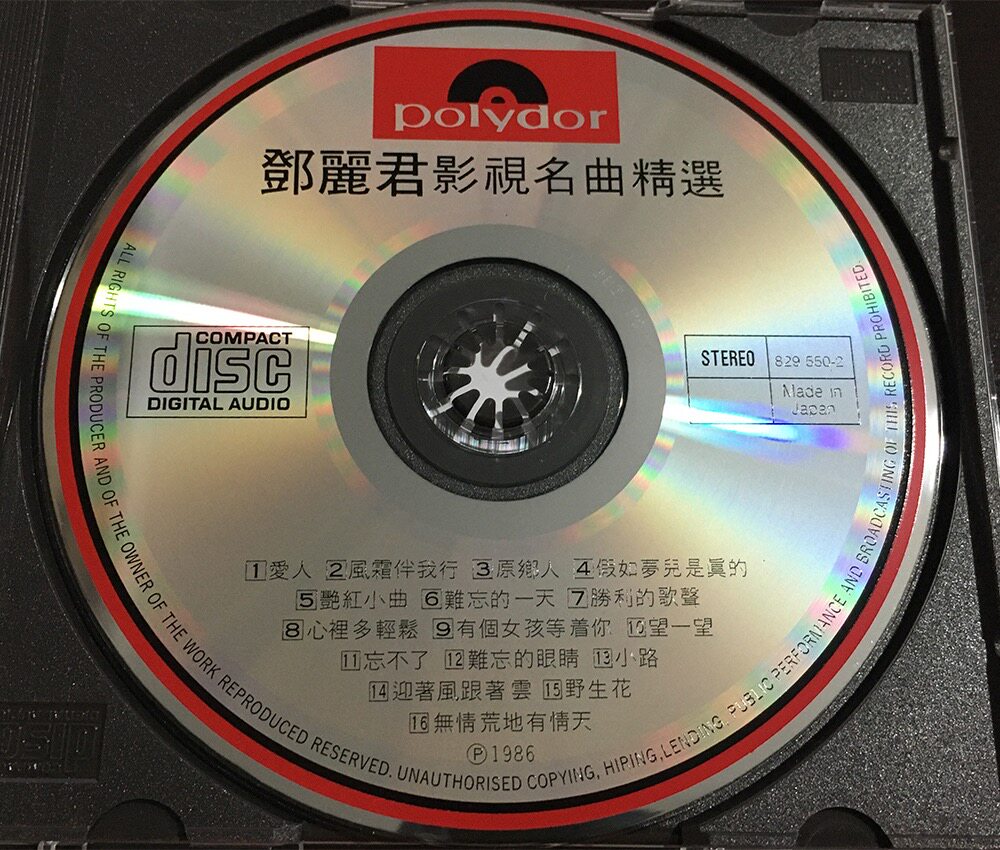 polydor
鄧麗君影視名曲精選
COMPACT
disc
DIGITAL AUDIO
STEREO 829 550-2
Made in
Japan
1愛人 2風霜伴我行 3原鄉人 4假如夢兒是眞的
5艷紅小曲 6難忘的一天 7勝利的歌聲
8心裡多輕鬆 9有個女孩等着你 10望一望
11忘不了 12難忘的眼睛 13小路
14迎著風跟著雲 15野生花
16無情荒地有情天
Ⓟ1986
ALL RIGHTS OF THE PRODUCER AND OF THE OWNER OF THE WORK REPRODUCED RESERVED. UNAUTHORISED COPYING, HIPING, LENDING, PUBLIC PERFORMANCE AND BROADCASTING OF THIS RECORD PROHIBITED.